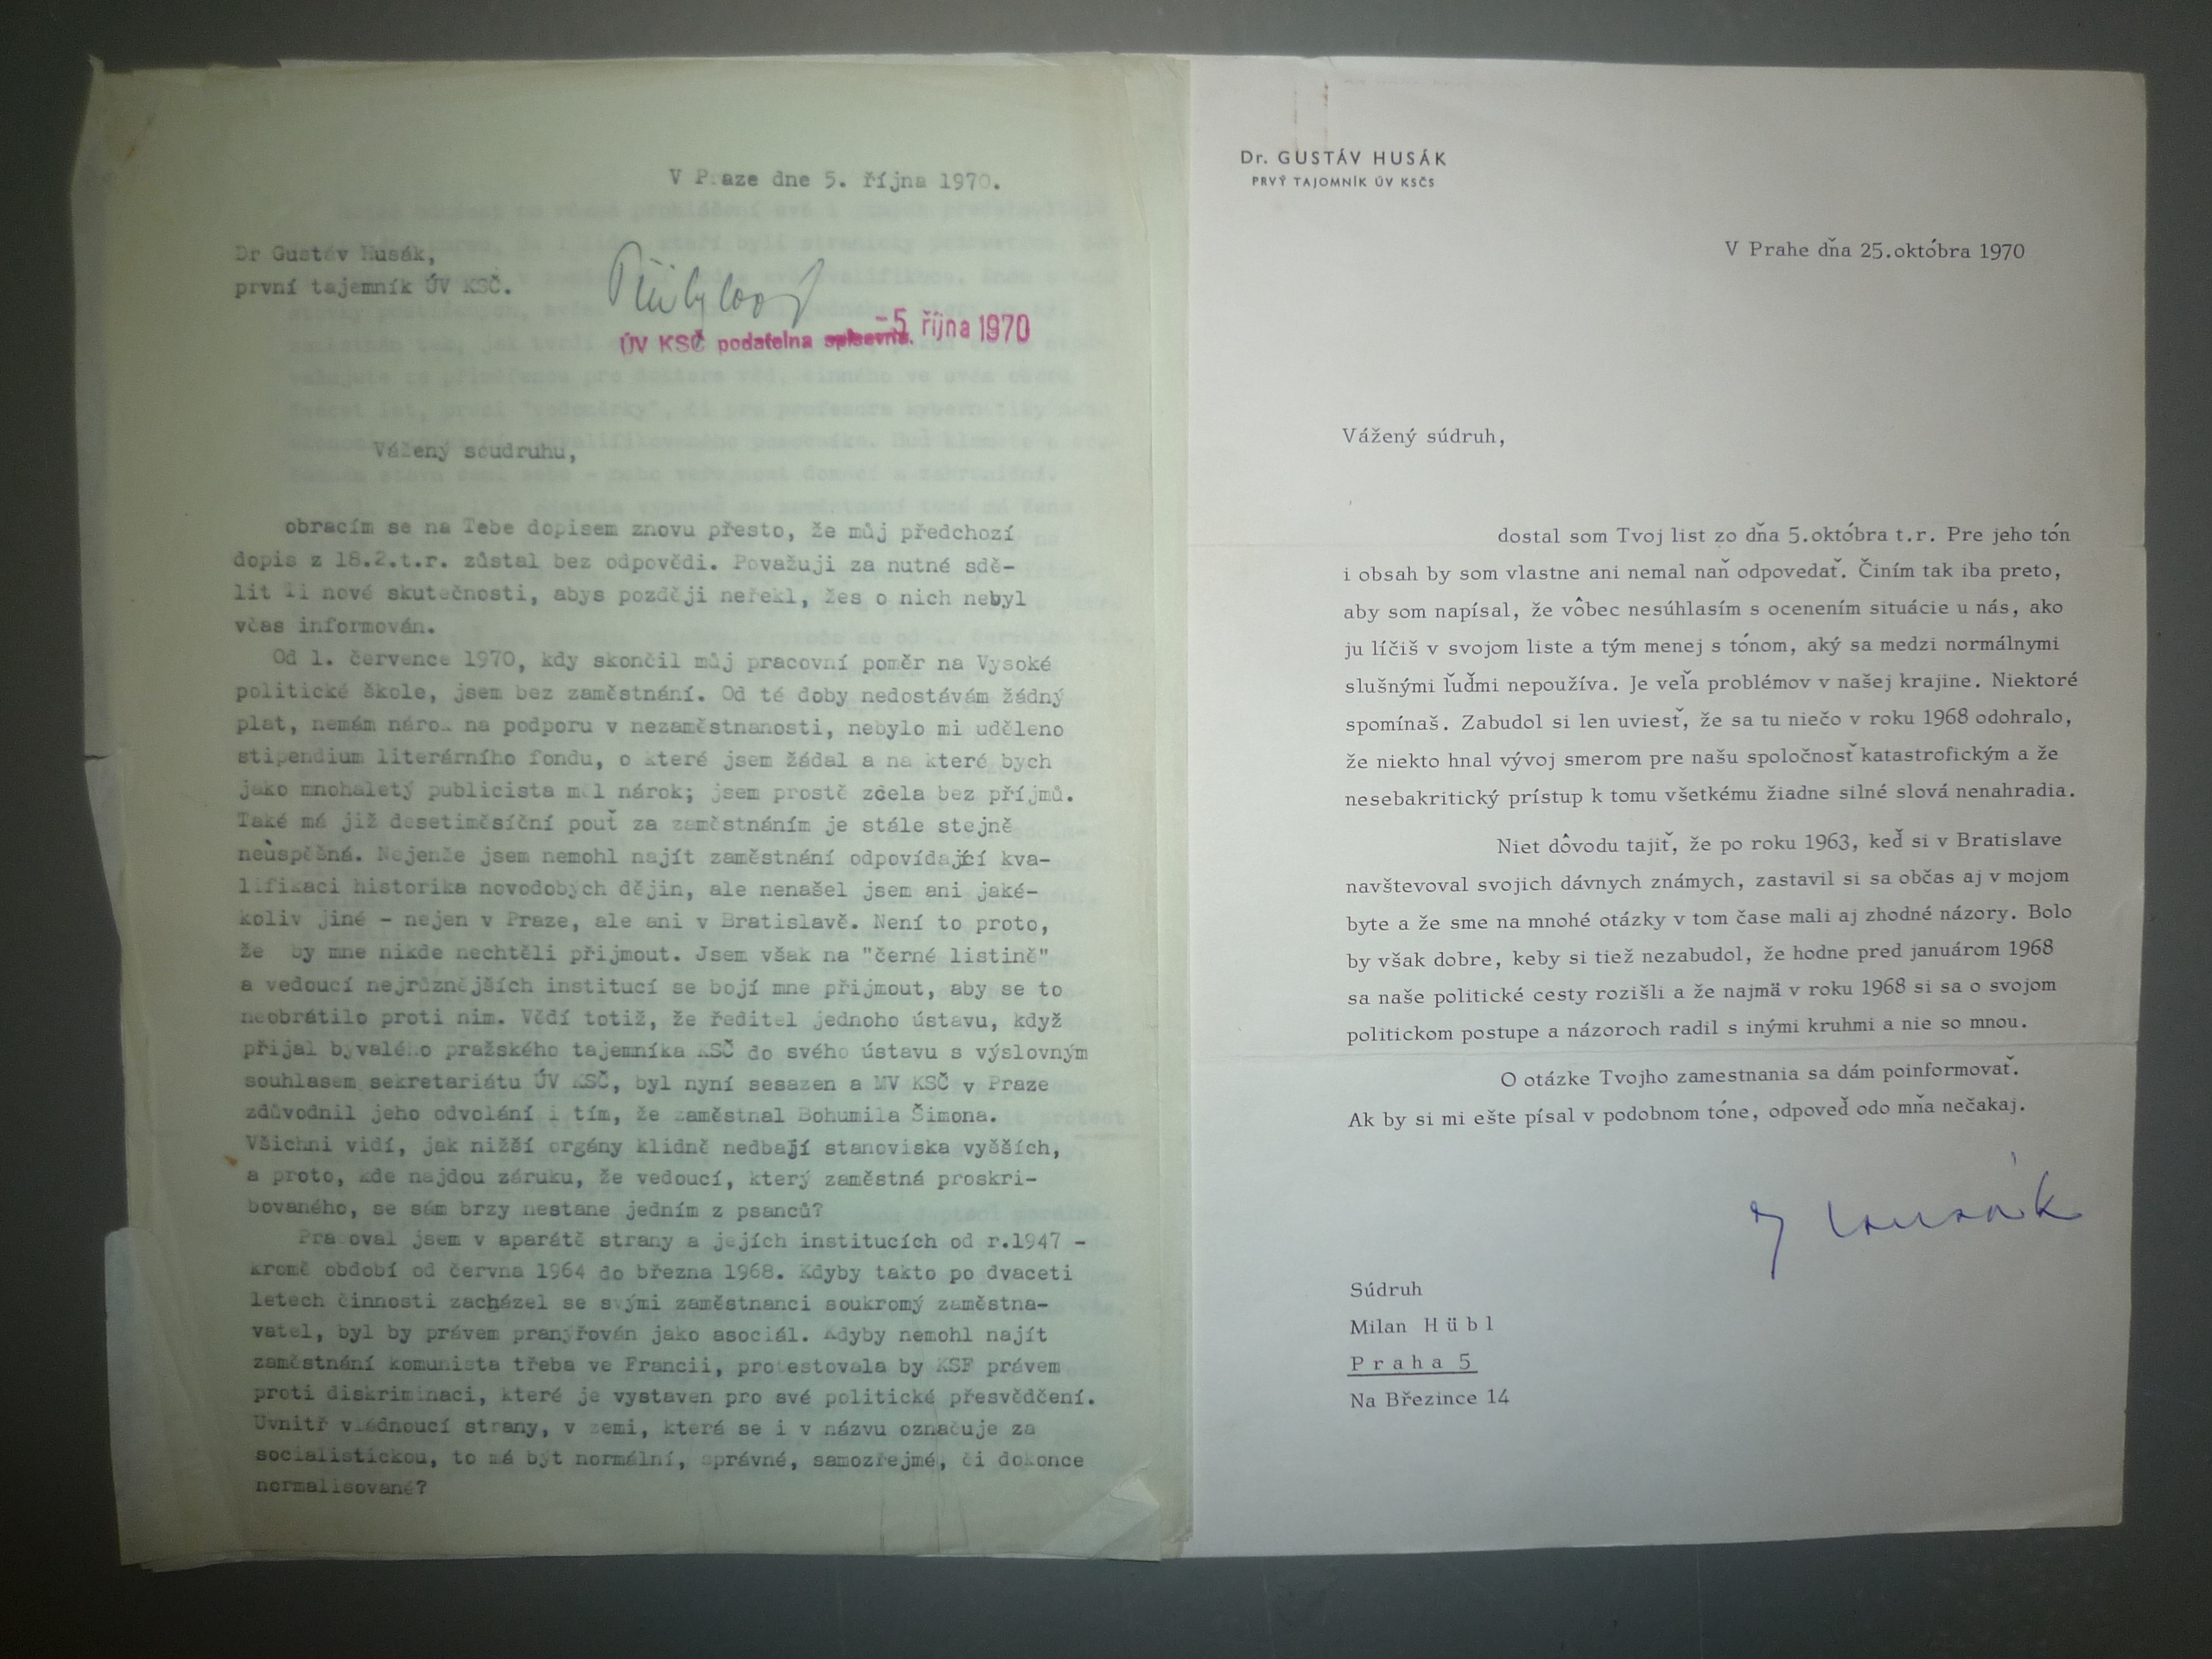 V Praze dne 5. října 1970.
Dr Gustáv Husák,
první tajemník ÚV KSČ.
ÚV KSČ podatelna spisovna. -5. října 1970
Vážený soudruhu,
obracím se na Tebe dopisem znovu přesto, že můj předchozí
dopis z 18.2.t.r. zůstal bez odpovědi. Považuji za nutné sdě-
lit Ti nové skutečnosti, abys později neřekl, žes o nich nebyl
včas informován.
Od 1. července 1970, kdy skončil můj pracovní poměr na Vysoké
politické škole, jsem bez zaměstnání. Od té doby nedostávám žádný
plat, nemám nárok na podporu v nezaměstnanosti, nebylo mi uděleno
stipendium literárního fondu, o které jsem žádal a na které bych
jako mnohaletý publicista měl nárok; jsem prostě zcela bez příjmů.
Také má již desetiměsíční pouť za zaměstnáním je stále stejně
neúspěšná. Nejenže jsem nemohl najít zaměstnání odpovídající kva-
lifikaci historika novodobých dějin, ale nenašel jsem ani jaké-
koliv jiné - nejen v Praze, ale ani v Bratislavě. Není to proto,
že by mne nikde nechtěli přijmout. Jsem však na "černé listině"
a vedoucí nejrůznějších institucí se bojí mne přijmout, aby se to
neobrátilo proti nim. Vědí totiž, že ředitel jednoho ústavu, když
přijal bývalého pražského tajemníka KSČ do svého ústavu s výslovným
souhlasem sekretariátu ÚV KSČ, byl nyní sesazen a MV KSČ v Praze
zdůvodnil jeho odvolání i tím, že zaměstnal Bohumila Šimona.
Všichni vidí, jak nižší orgány klidně nedbají stanoviska vyšších,
a proto, kde najdou záruku, že vedoucí, který zaměstná proskri-
bovaného, se sám brzy nestane jedním z psanců?
Pracoval jsem v aparátě strany a jejích institucích od r.1947 -
kromě období od června 1964 do března 1968. Kdyby takto po dvaceti
letech činnosti zacházel se svými zaměstnanci soukromý zaměstna-
vatel, byl by právem pranýřován jako asociál. Kdyby nemohl najít
zaměstnání komunista třeba ve Francii, protestovala by KSF právem
proti diskriminaci, které je vystaven pro své politické přesvědčení.
Uvnitř vládnoucí strany, v zemi, která se i v názvu označuje za
socialistickou, to má být normální, správné, samozřejmé, či dokonce
normalisované?
Dr. GUSTÁV HUSÁK
PRVÝ TAJOMNÍK ÚV KSČS
V Prahe dňa 25.októbra 1970
Vážený súdruh,
dostal som Tvoj list zo dňa 5.októbra t.r. Pre jeho tón
i obsah by som vlastne ani nemal naň odpovedať. Činím tak iba preto,
aby som napísal, že vôbec nesúhlasím s ocenením situácie u nás, ako
ju líčiš v svojom liste a tým menej s tónom, aký sa medzi normálnymi
slušnými ľuďmi nepoužíva. Je veľa problémov v našej krajine. Niektoré
spomínaš. Zabudol si len uviesť, že sa tu niečo v roku 1968 odohralo,
že niekto hnal vývoj smerom pre našu spoločnosť katastrofickým a že
nesebakritický prístup k tomu všetkému žiadne silné slová nenahradia.
Niet dôvodu tajiť, že po roku 1963, keď si v Bratislave
navštevoval svojich dávnych známych, zastavil si sa občas aj v mojom
byte a že sme na mnohé otázky v tom čase mali aj zhodné názory. Bolo
by však dobre, keby si tiež nezabudol, že hodne pred januárom 1968
sa naše politické cesty rozišli a že najmä v roku 1968 si sa o svojom
politickom postupe a názoroch radil s inými kruhmi a nie so mnou.
O otázke Tvojho zamestnania sa dám poinformovať.
Ak by si mi ešte písal v podobnom tóne, odpoveď odo mňa nečakaj.
Husák
Súdruh
Milan Hübl
Praha 5
Na Březince 14